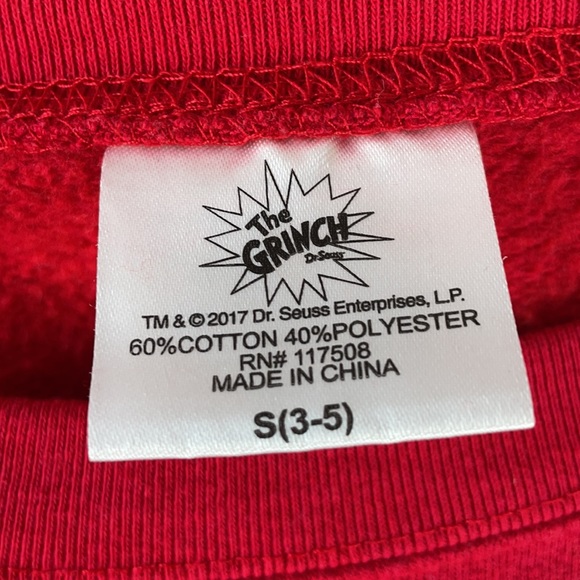 The
GRINCH
Dr. Seuss
TM & © 2017 Dr. Seuss Enterprises, L.P.
60%COTTON 40%POLYESTER
RN# 117508
MADE IN CHINA
S(3-5)